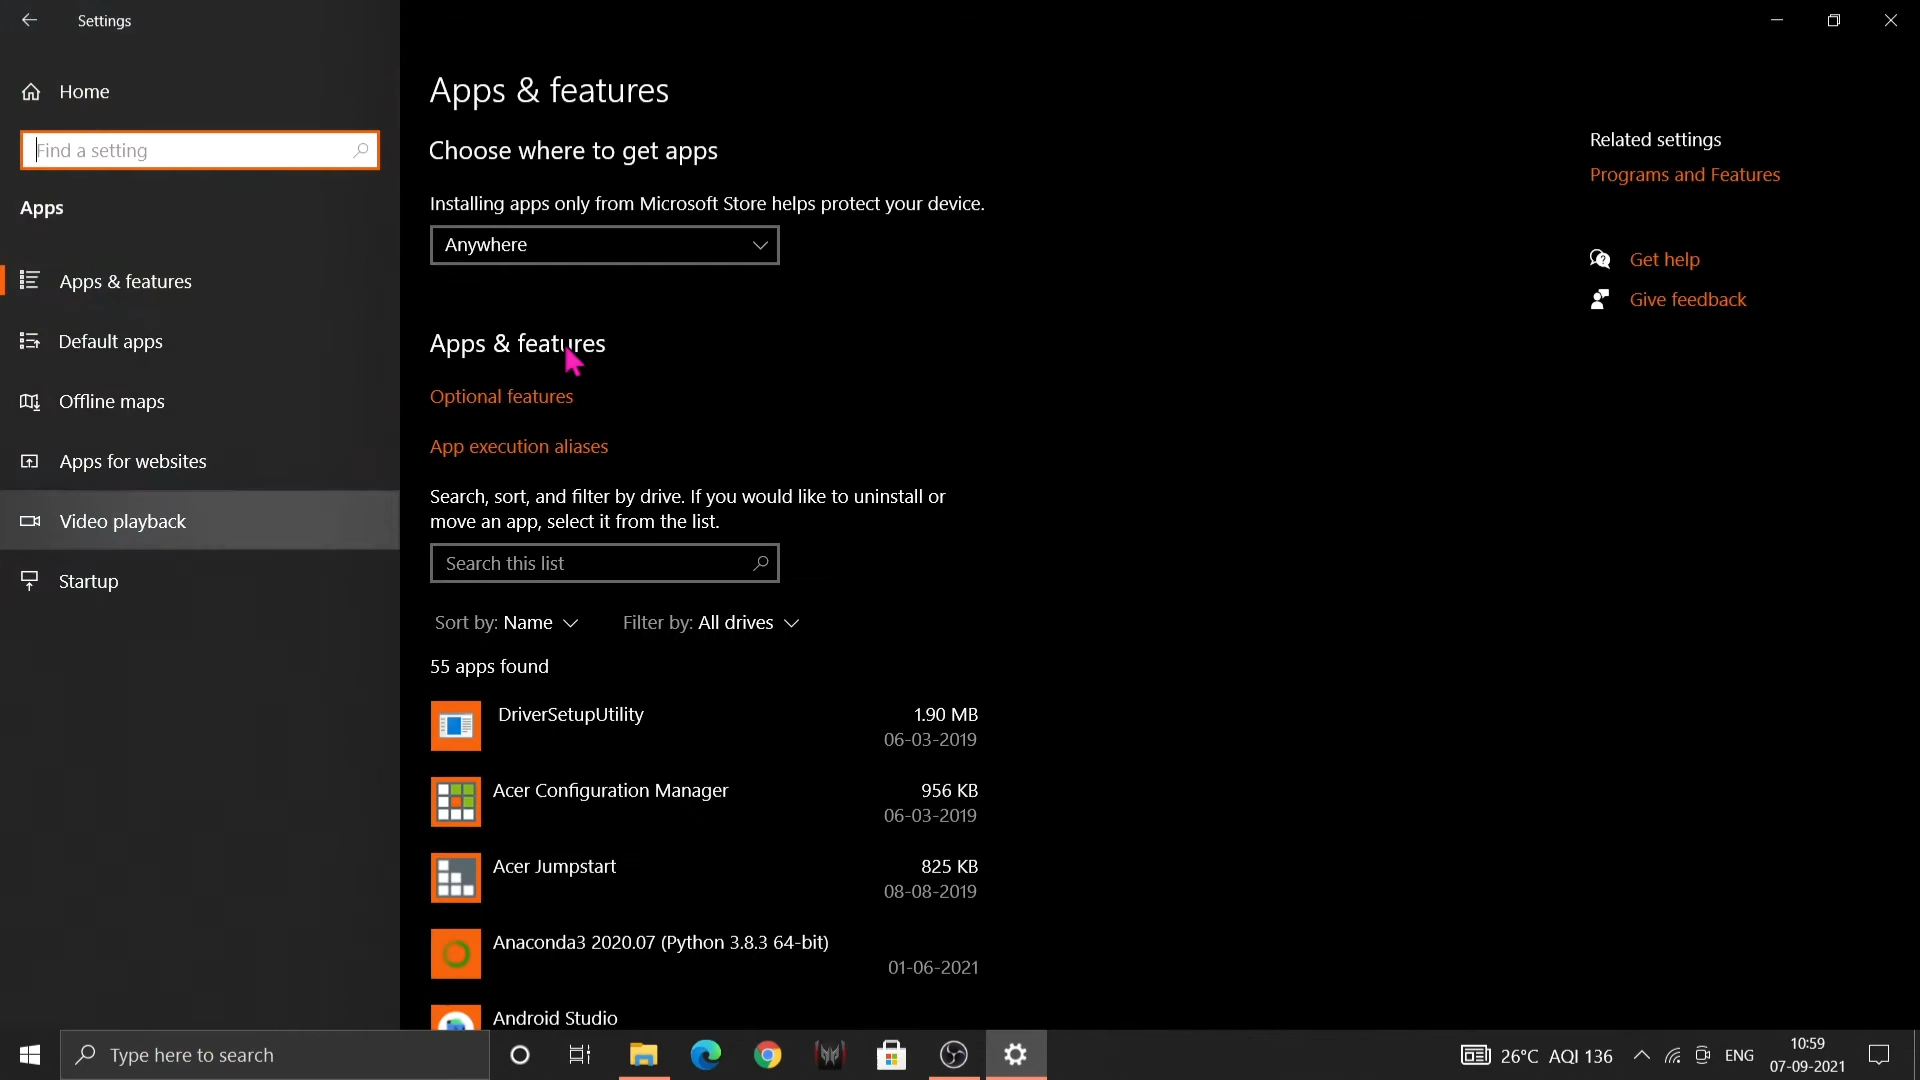 Settings
Home
Find a setting
Apps
Apps & features
Default apps
Offline maps
Apps for websites
Video playback
Startup
Apps & features
Choose where to get apps
Installing apps only from Microsoft Store helps protect your device.
Anywhere
Apps & features
Optional features
App execution aliases
Search, sort, and filter by drive. If you would like to uninstall or
move an app, select it from the list.
Search this list
Sort by: Name
Filter by: All drives
55 apps found
DriverSetupUtility
1.90 MB
06-03-2019
Acer Configuration Manager
956 KB
06-03-2019
Acer Jumpstart
825 KB
08-08-2019
Anaconda3 2020.07 (Python 3.8.3 64-bit)
01-06-2021
Android Studio
Related settings
Programs and Features
Get help
Give feedback
Type here to search
26°C AQI 136
ENG
10:59
07-09-2021